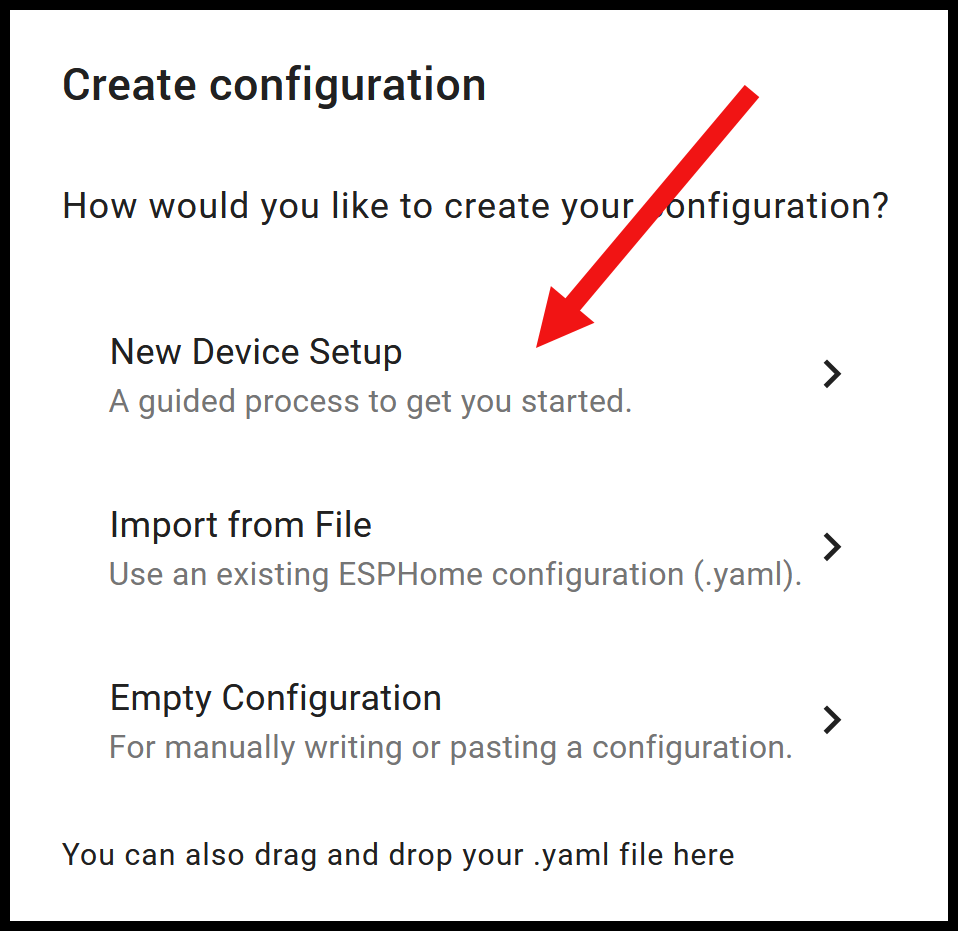 Create configuration
How would you like to create your configuration?
New Device Setup
A guided process to get you started.
Import from File
Use an existing ESPHome configuration (.yaml).
Empty Configuration
For manually writing or pasting a configuration.
You can also drag and drop your .yaml file here